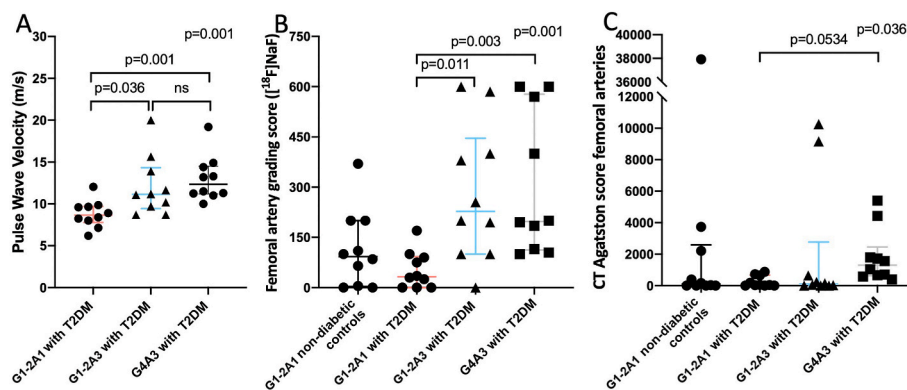 A
p=0.001
p=0.001
p=0.036
ns
Pulse Wave Velocity (m/s)
30
25
20
15
10
5
0
G1-2A1 with T2DM
G1-2A3 with T2DM
G4A3 with T2DM
B
p=0.001
p=0.003
p=0.011
Femoral artery grading score ([¹⁸F]NaF)
750
600
450
300
150
0
G1-2A1 non-diabetic
controls
G1-2A1 with T2DM
G1-2A3 with T2DM
G4A3 with T2DM
C
p=0.036
p=0.0534
CT Agatston score femoral arteries
40000
38000
36000
12000
10000
8000
6000
4000
2000
0
G1-2A1 non-diabetic
controls
G1-2A1 with T2DM
G1-2A3 with T2DM
G4A3 with T2DM